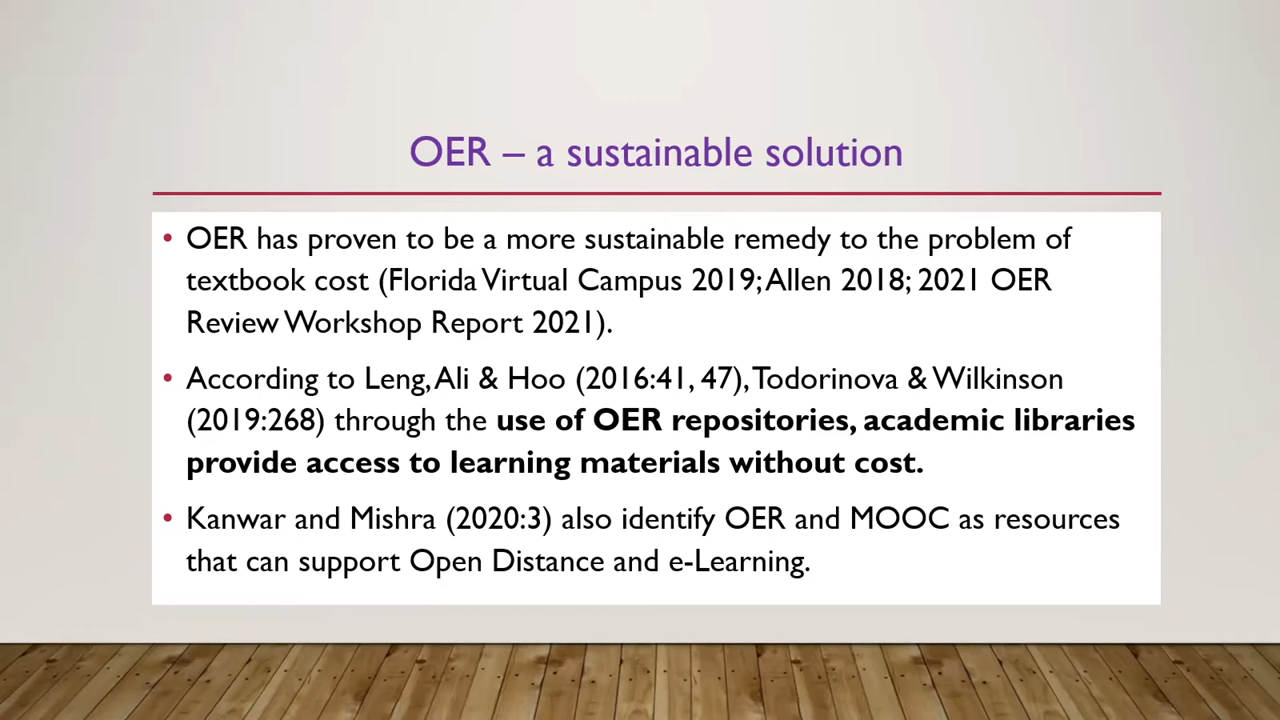 OER – a sustainable solution
• OER has proven to be a more sustainable remedy to the problem of
textbook cost (Florida Virtual Campus 2019; Allen 2018; 2021 OER
Review Workshop Report 2021).
• According to Leng, Ali & Hoo (2016:41, 47), Todorinova & Wilkinson
(2019:268) through the use of OER repositories, academic libraries
provide access to learning materials without cost.
• Kanwar and Mishra (2020:3) also identify OER and MOOC as resources
that can support Open Distance and e-Learning.